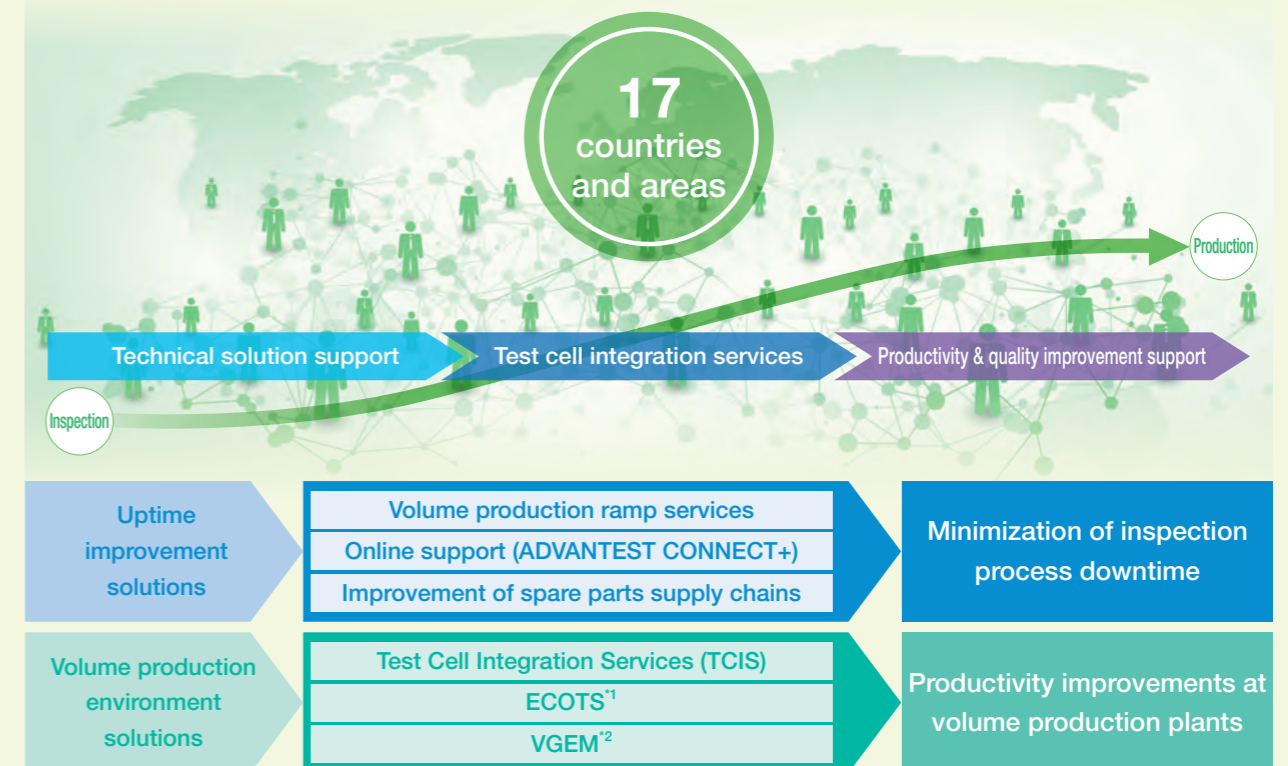 17
countries
and areas
Production
Technical solution support
Test cell integration services
Productivity & quality improvement support
Inspection
Uptime
improvement
solutions
Volume production ramp services
Online support (ADVANTEST CONNECT+)
Improvement of spare parts supply chains
Minimization of inspection
process downtime
Volume production
environment
solutions
Test Cell Integration Services (TCIS)
ECOTS*1
VGEM*2
Productivity improvements at
volume production plants